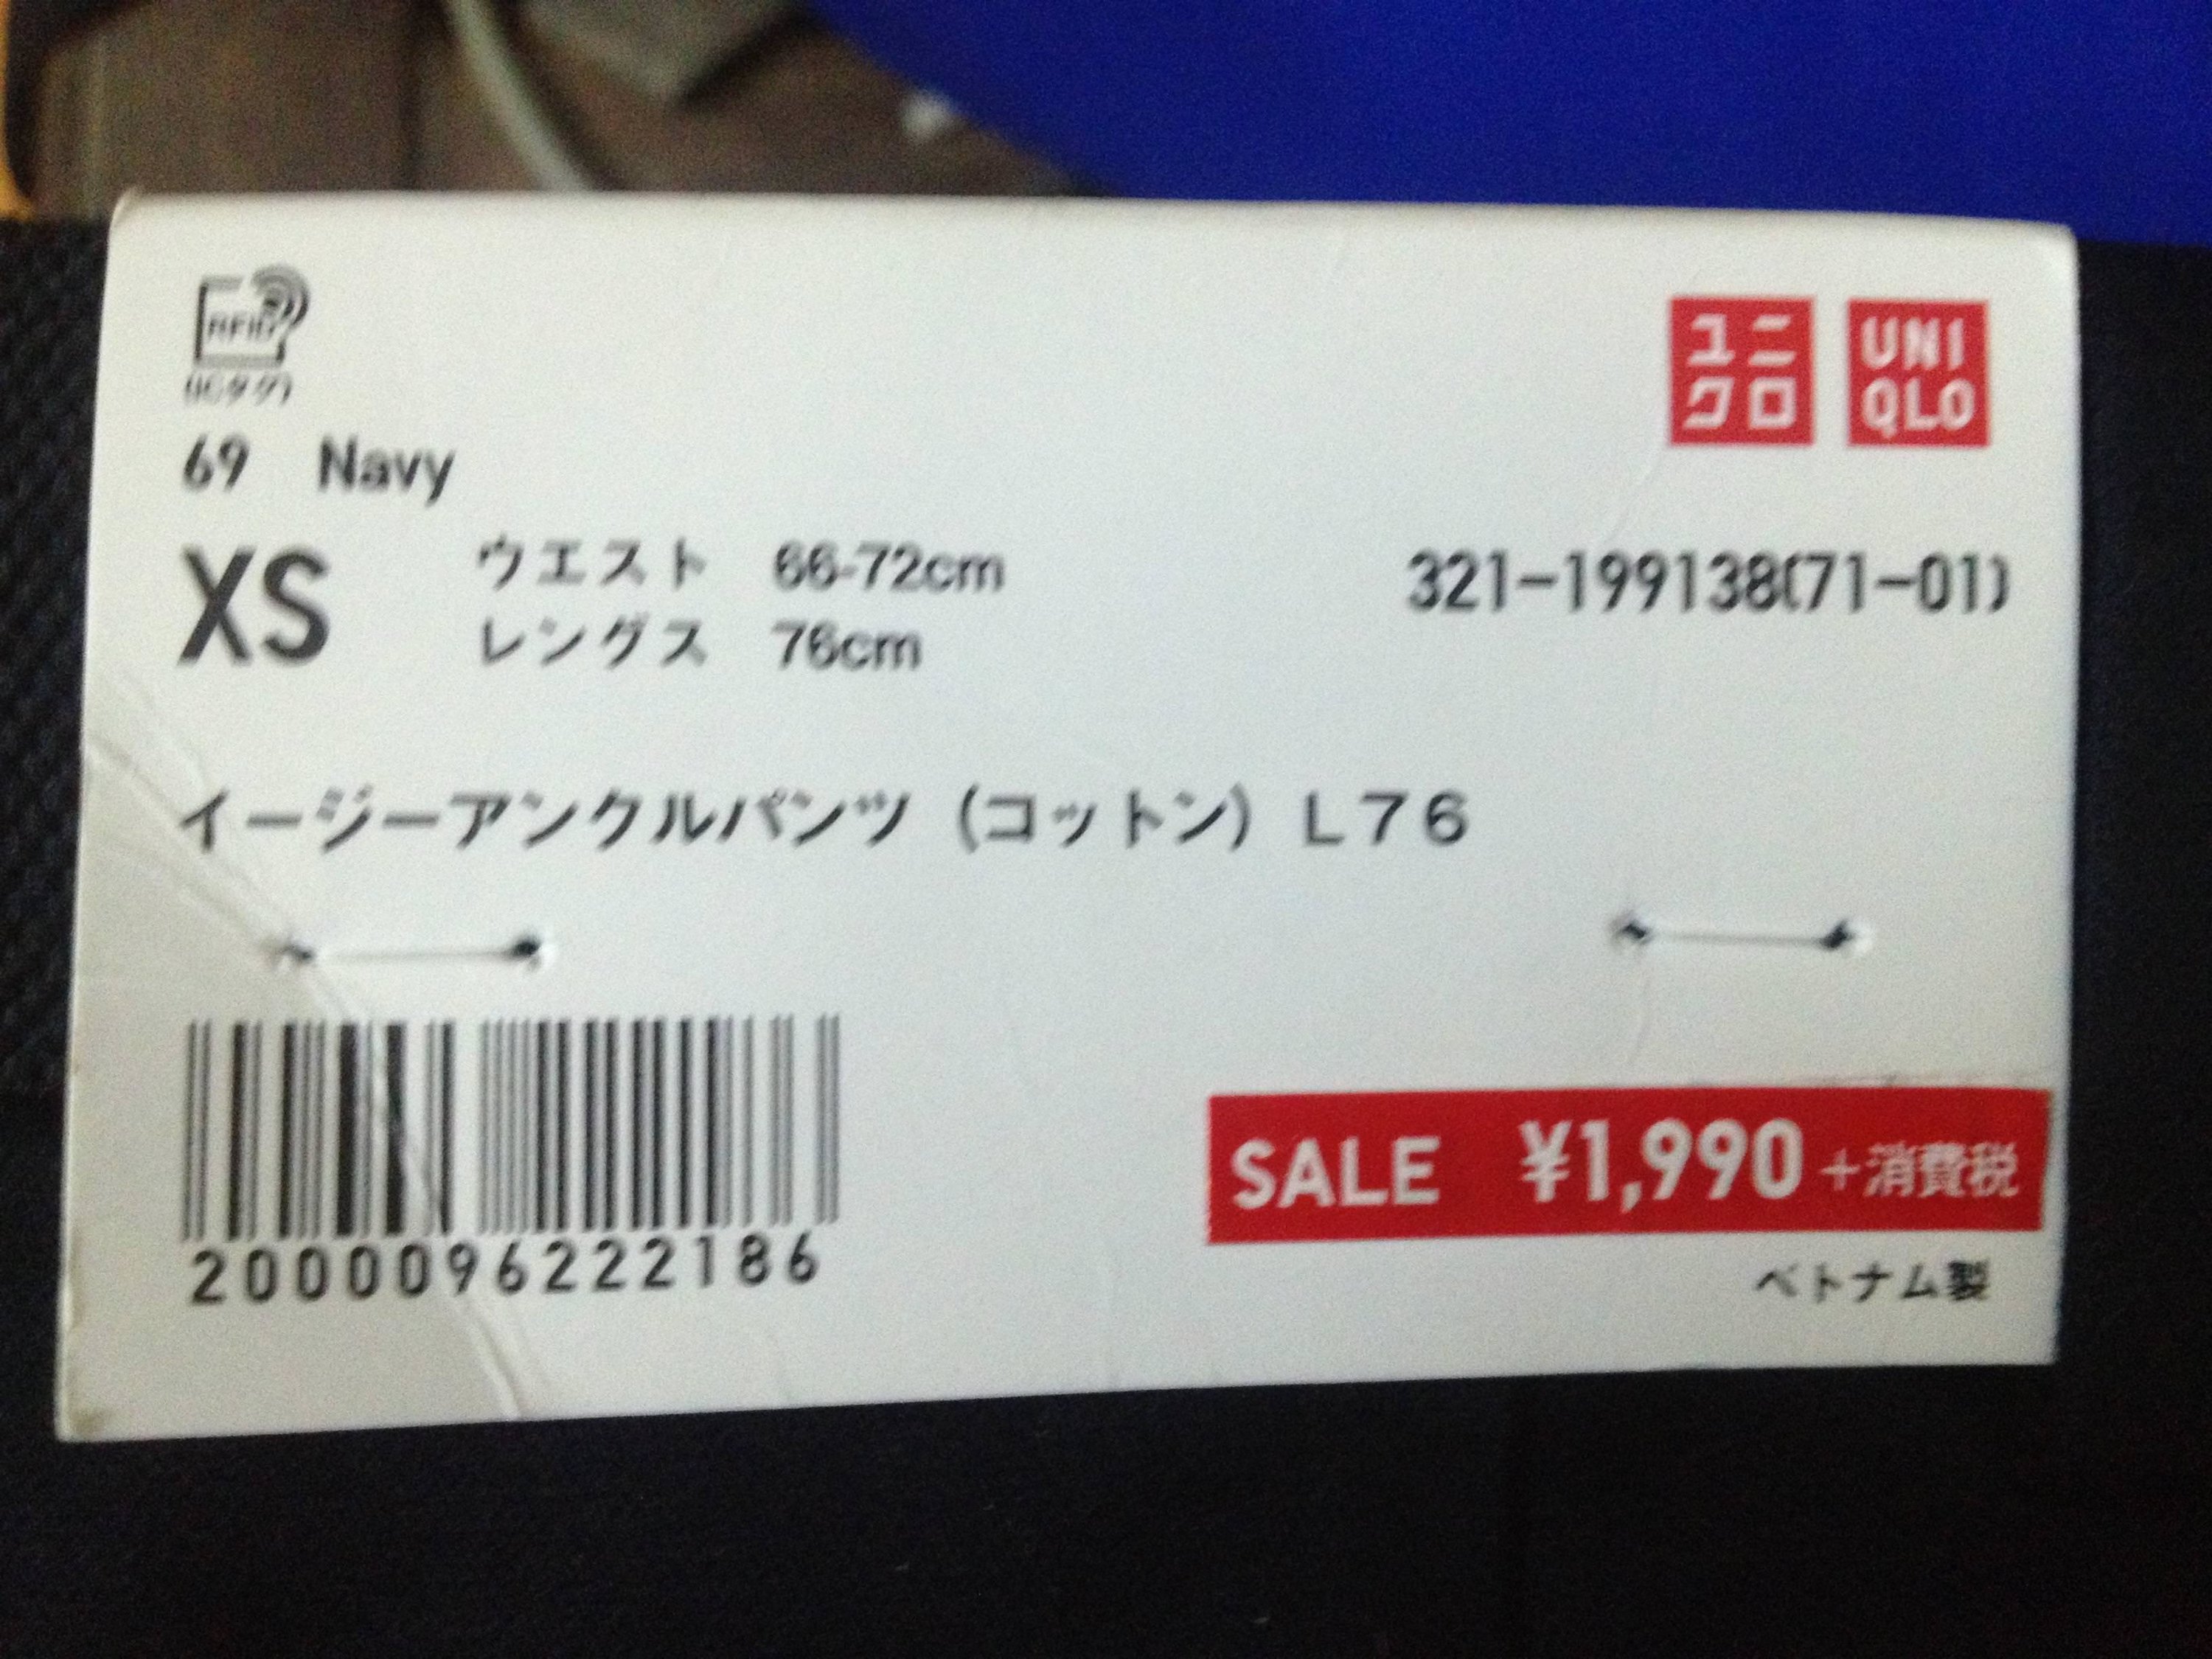 RFID
(ICタグ)
ユニ
クロ
UNI
QLO
69 Navy
XS
ウエスト 66-72cm
レングス 76cm
321-199138(71-01)
イージーアンクルパンツ(コットン)L76
2000096222186
SALE ¥1,990+消費税
ベトナム製